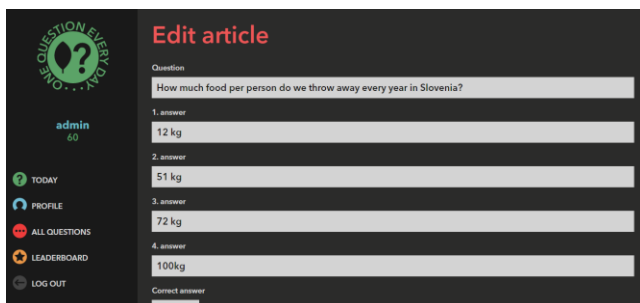 ONE QUESTION EVERY DAY...
?
admin
60
? TODAY
PROFILE
ALL QUESTIONS
LEADERBOARD
LOG OUT
Edit article
Question
How much food per person do we throw away every year in Slovenia?
1. answer
12 kg
2. answer
51 kg
3. answer
72 kg
4. answer
100kg
Correct answer